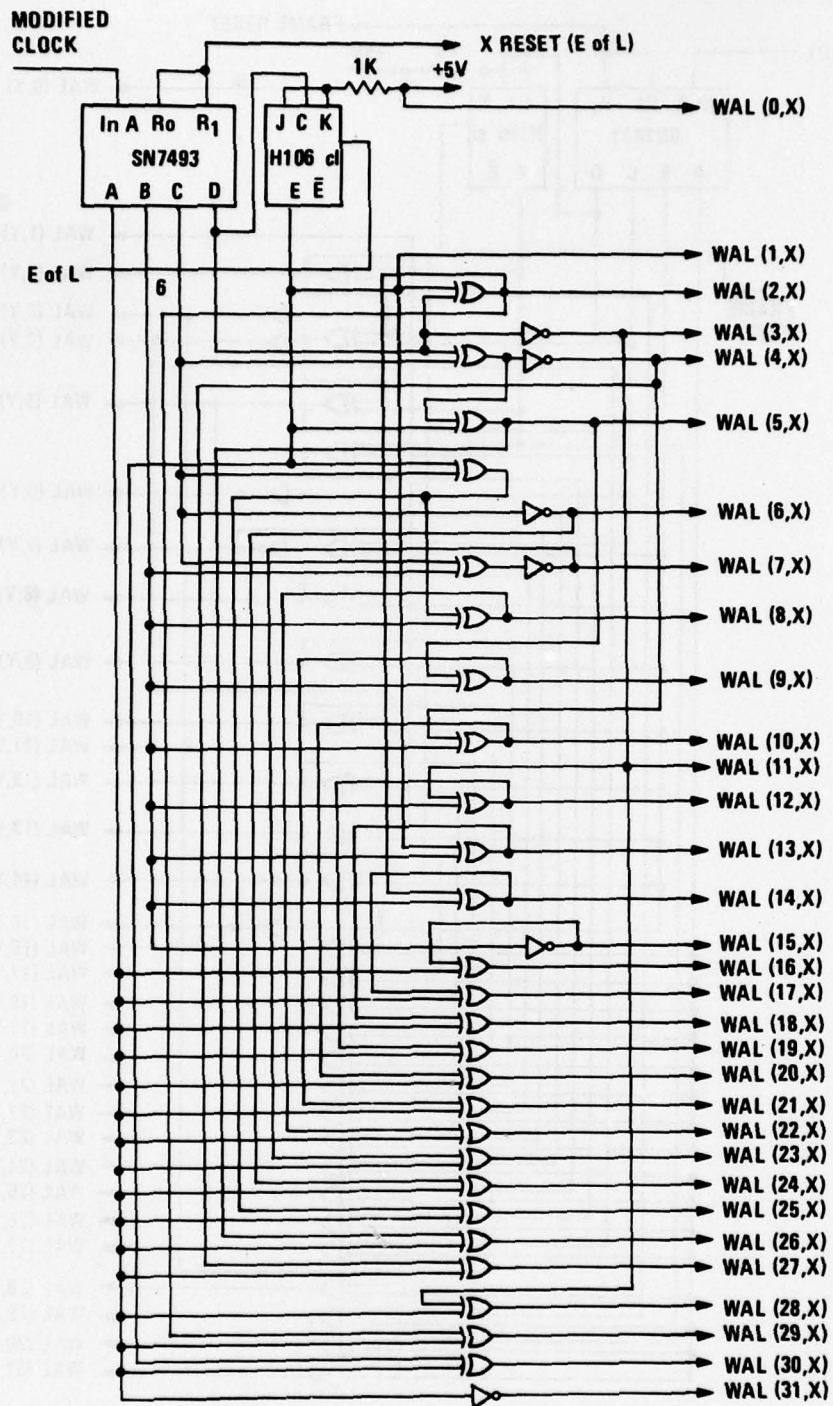 MODIFIED
CLOCK
X RESET (E of L)
1K
+5V
WAL (0,X)
In A Ro R1
SN7493
A B C D
J C K
H106 cl
E E̅
E of L
6
WAL (1,X)
WAL (2,X)
WAL (3,X)
WAL (4,X)
WAL (5,X)
WAL (6,X)
WAL (7,X)
WAL (8,X)
WAL (9,X)
WAL (10,X)
WAL (11,X)
WAL (12,X)
WAL (13,X)
WAL (14,X)
WAL (15,X)
WAL (16,X)
WAL (17,X)
WAL (18,X)
WAL (19,X)
WAL (20,X)
WAL (21,X)
WAL (22,X)
WAL (23,X)
WAL (24,X)
WAL (25,X)
WAL (26,X)
WAL (27,X)
WAL (28,X)
WAL (29,X)
WAL (30,X)
WAL (31,X)